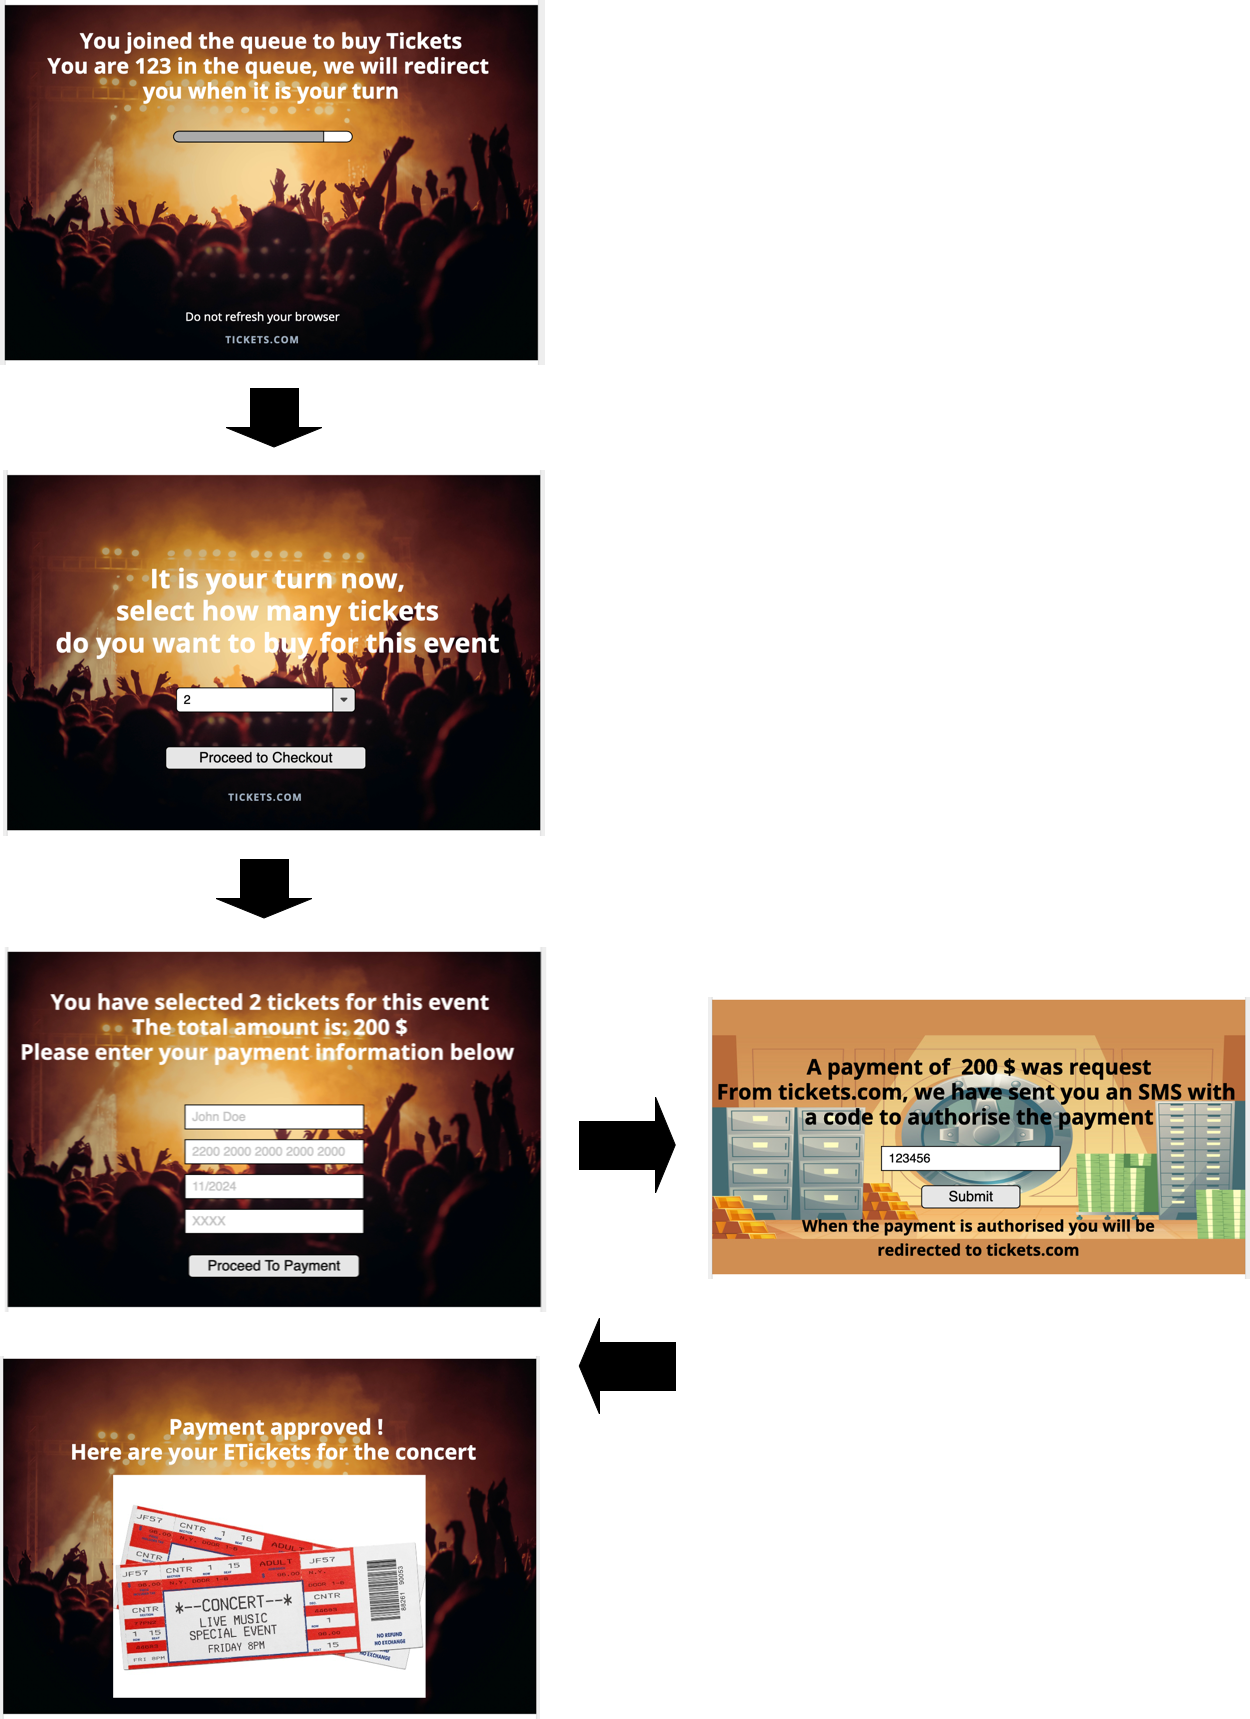 You joined the queue to buy Tickets
You are 123 in the queue, we will redirect
you when it is your turn
Do not refresh your browser
TICKETS.COM
It is your turn now,
select how many tickets
do you want to buy for this event
2
Proceed to Checkout
TICKETS.COM
You have selected 2 tickets for this event
The total amount is: 200 $
Please enter your payment information below
John Doe
2200 2000 2000 2000 2000
11/2024
XXXX
Proceed To Payment
A payment of  200 $ was request
From tickets.com, we have sent you an SMS with
a code to authorise the payment
123456
Submit
When the payment is authorised you will be
redirected to tickets.com
Payment approved !
Here are your ETickets for the concert
JF57
CNTR 1 16
ADULT
CNTR
JF57 CNTR 1 15 ADULT JF57
CNTR
CNTR
*--CONCERT--*
LIVE MUSIC
SPECIAL EVENT
FRIDAY 8PM
1 15
1
15
FRI 8PM
88261 90053
NO REFUND
NO EXCHANGE
NO EXCHANGE